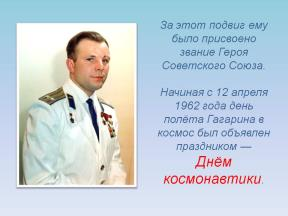 За этот подвиг ему
было присвоено
звание Героя
Советского Союза.
Начиная с 12 апреля
1962 года день
полёта Гагарина в
космос был объявлен
праздником —
Днём
космонавтики.